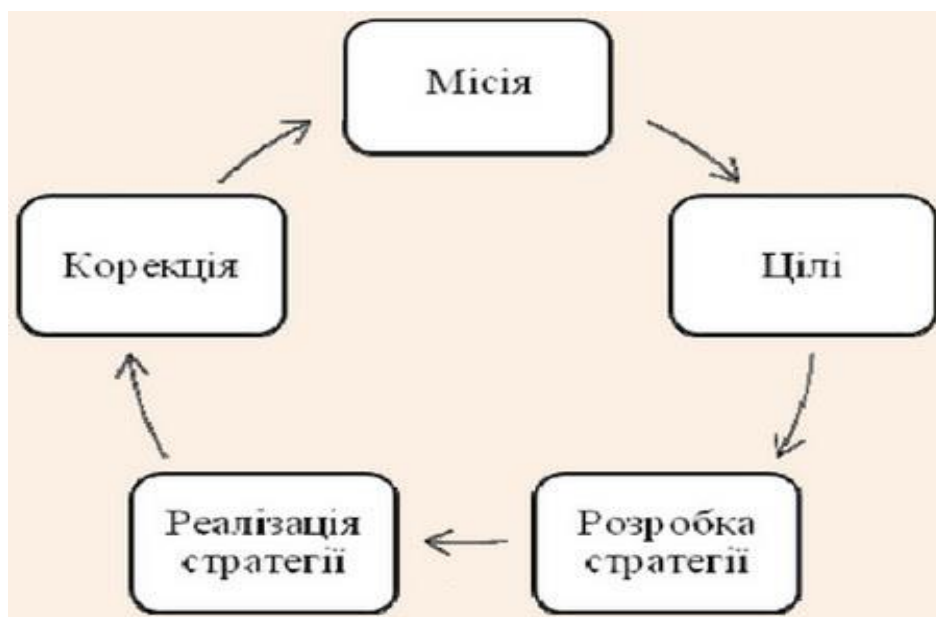 Місія
Цілі
Розробка
стратегії
Реалізація
стратегії
Корекція